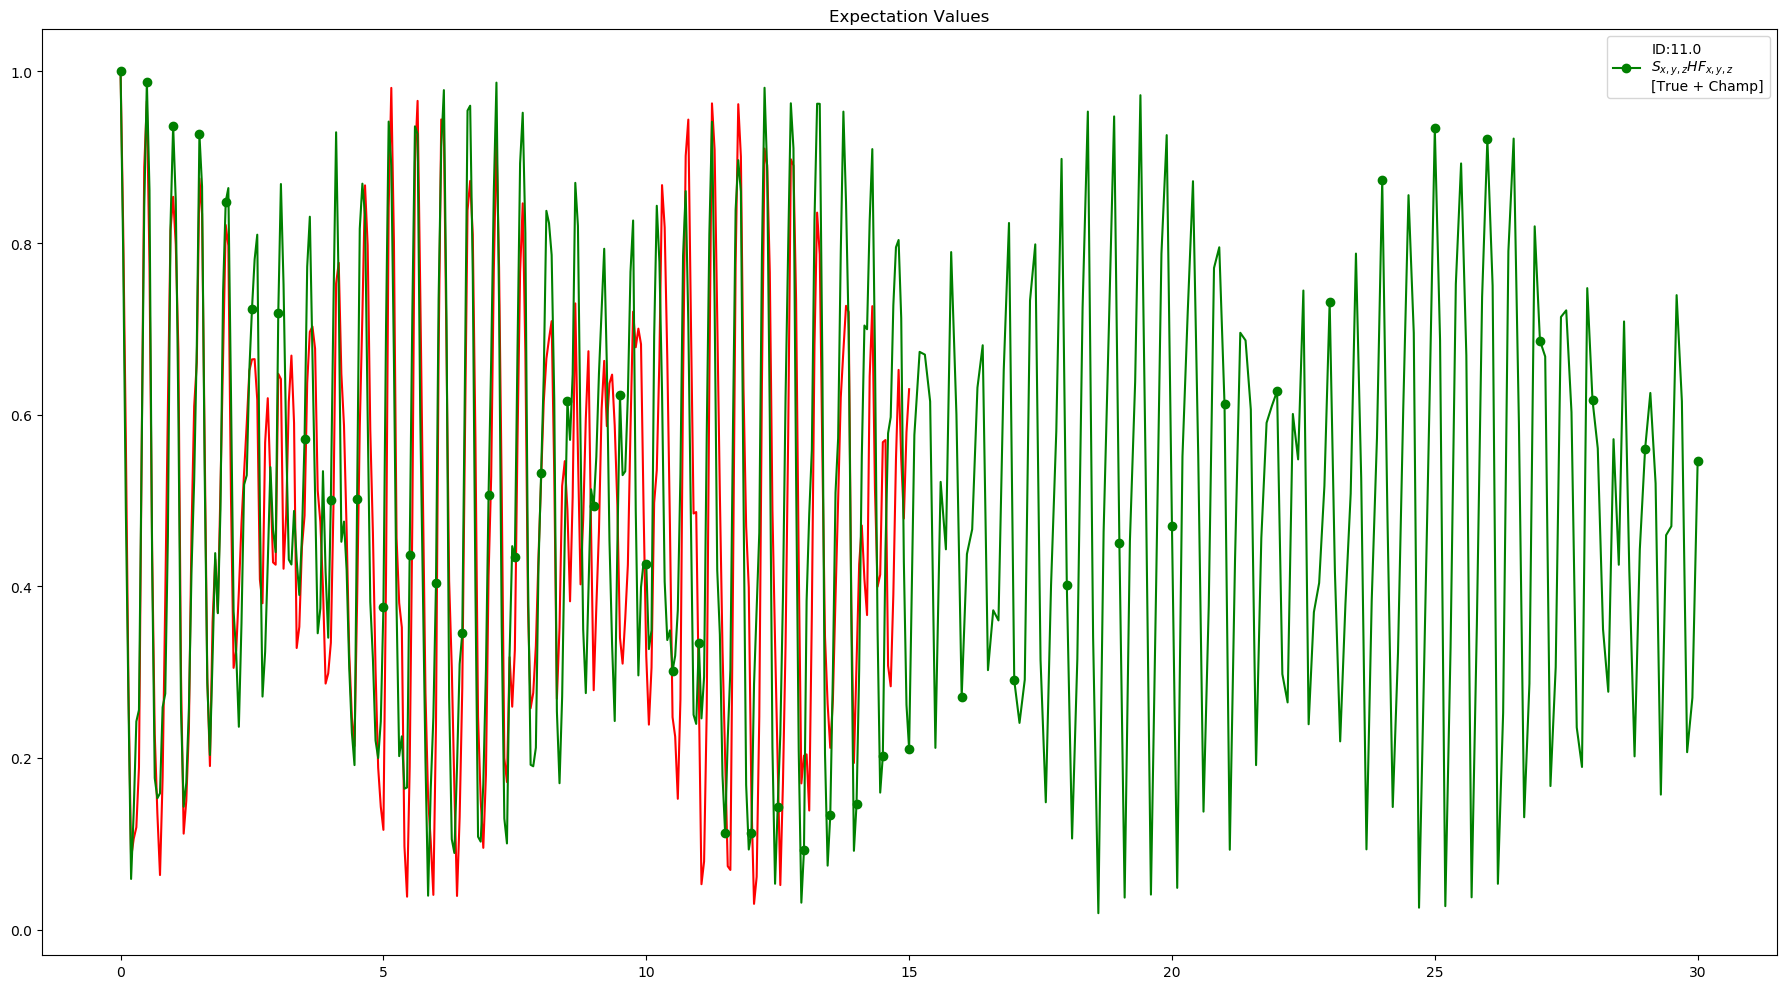 Expectation Values
ID:11.0
$S_{x,y,z}HF_{x,y,z}$
[True + Champ]
1.0
0.8
0.6
0.4
0.2
0.0
0 5 10 15 20 25 30